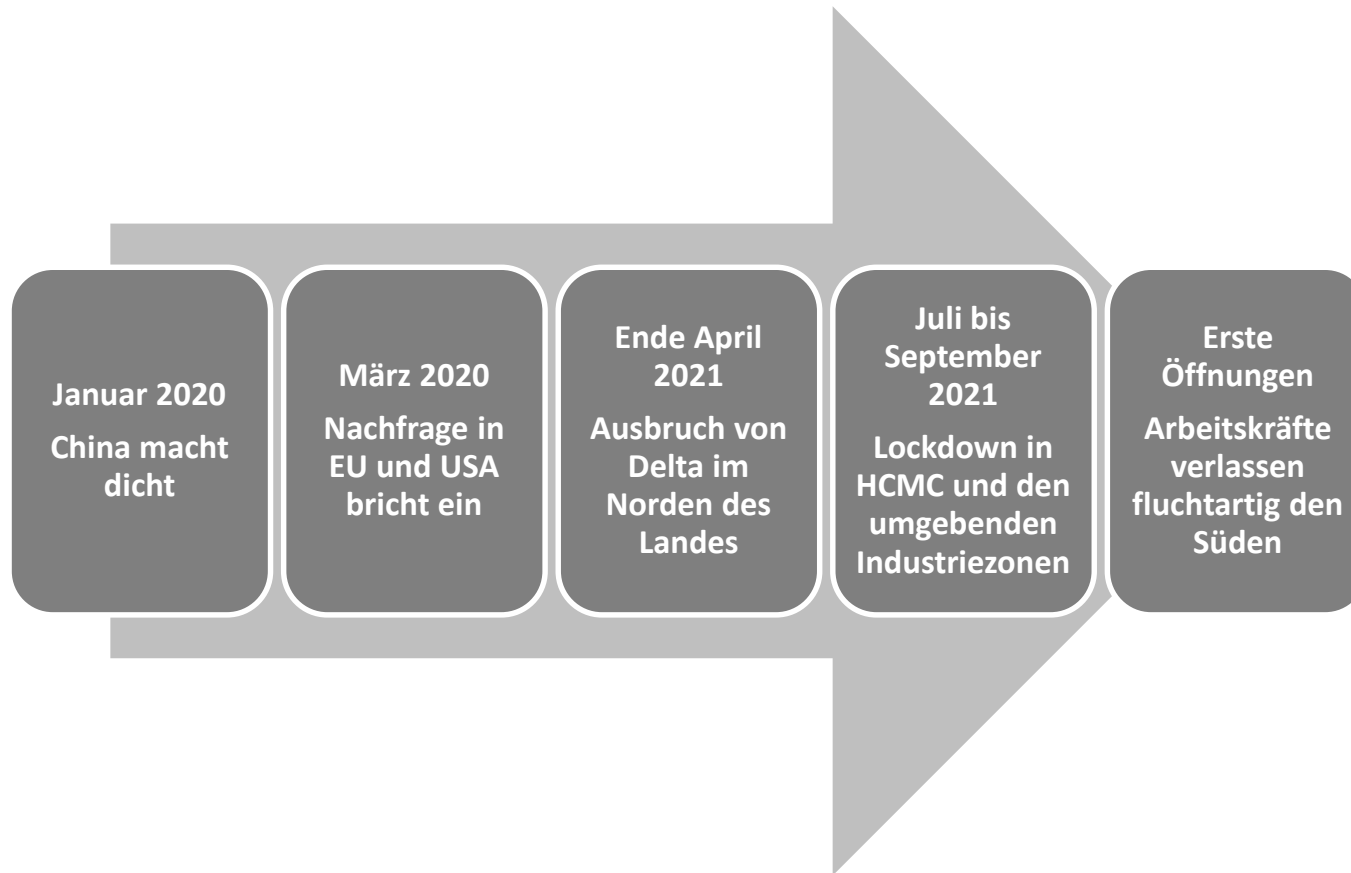 Januar 2020
China macht
dicht
März 2020
Nachfrage in
EU und USA
bricht ein
Ende April
2021
Ausbruch von
Delta im
Norden des
Landes
Juli bis
September
2021
Lockdown in
HCMC und den
umgebenden
Industriezonen
Erste
Öffnungen
Arbeitskräfte
verlassen
fluchtartig den
Süden